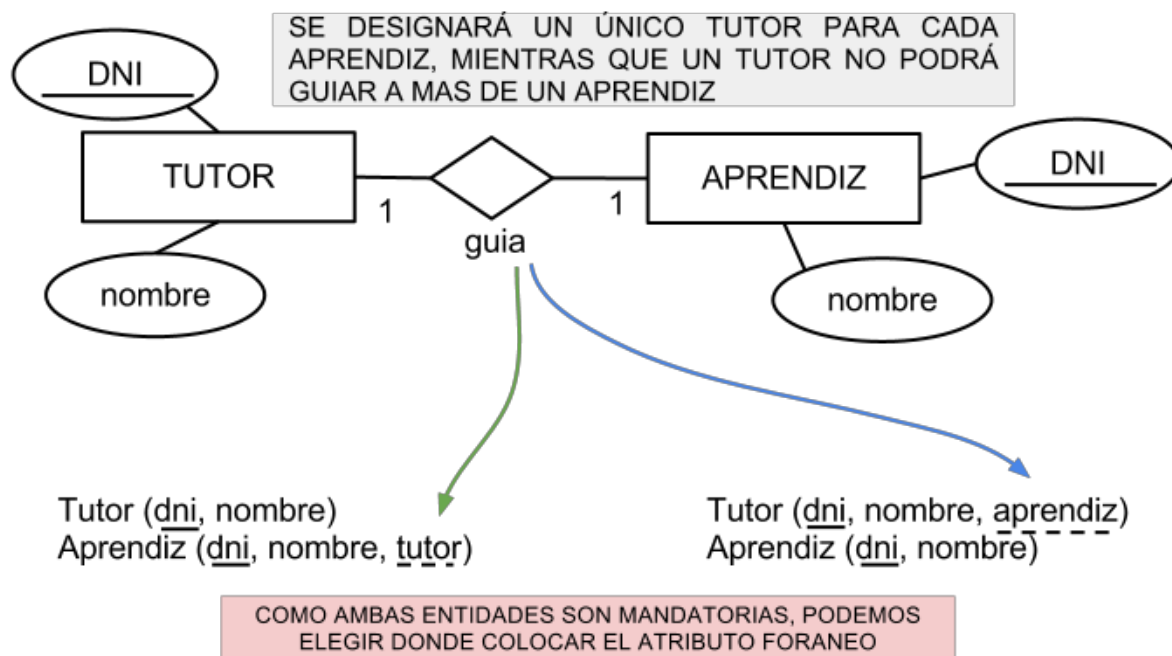 SE DESIGNARÁ UN ÚNICO TUTOR PARA CADA
APRENDIZ, MIENTRAS QUE UN TUTOR NO PODRÁ
GUIAR A MAS DE UN APRENDIZ
DNI
TUTOR
nombre
1
guia
1
APRENDIZ
DNI
nombre
Tutor (dni, nombre)
Aprendiz (dni, nombre, tutor)
Tutor (dni, nombre, aprendiz)
Aprendiz (dni, nombre)
COMO AMBAS ENTIDADES SON MANDATORIAS, PODEMOS
ELEGIR DONDE COLOCAR EL ATRIBUTO FORANEO